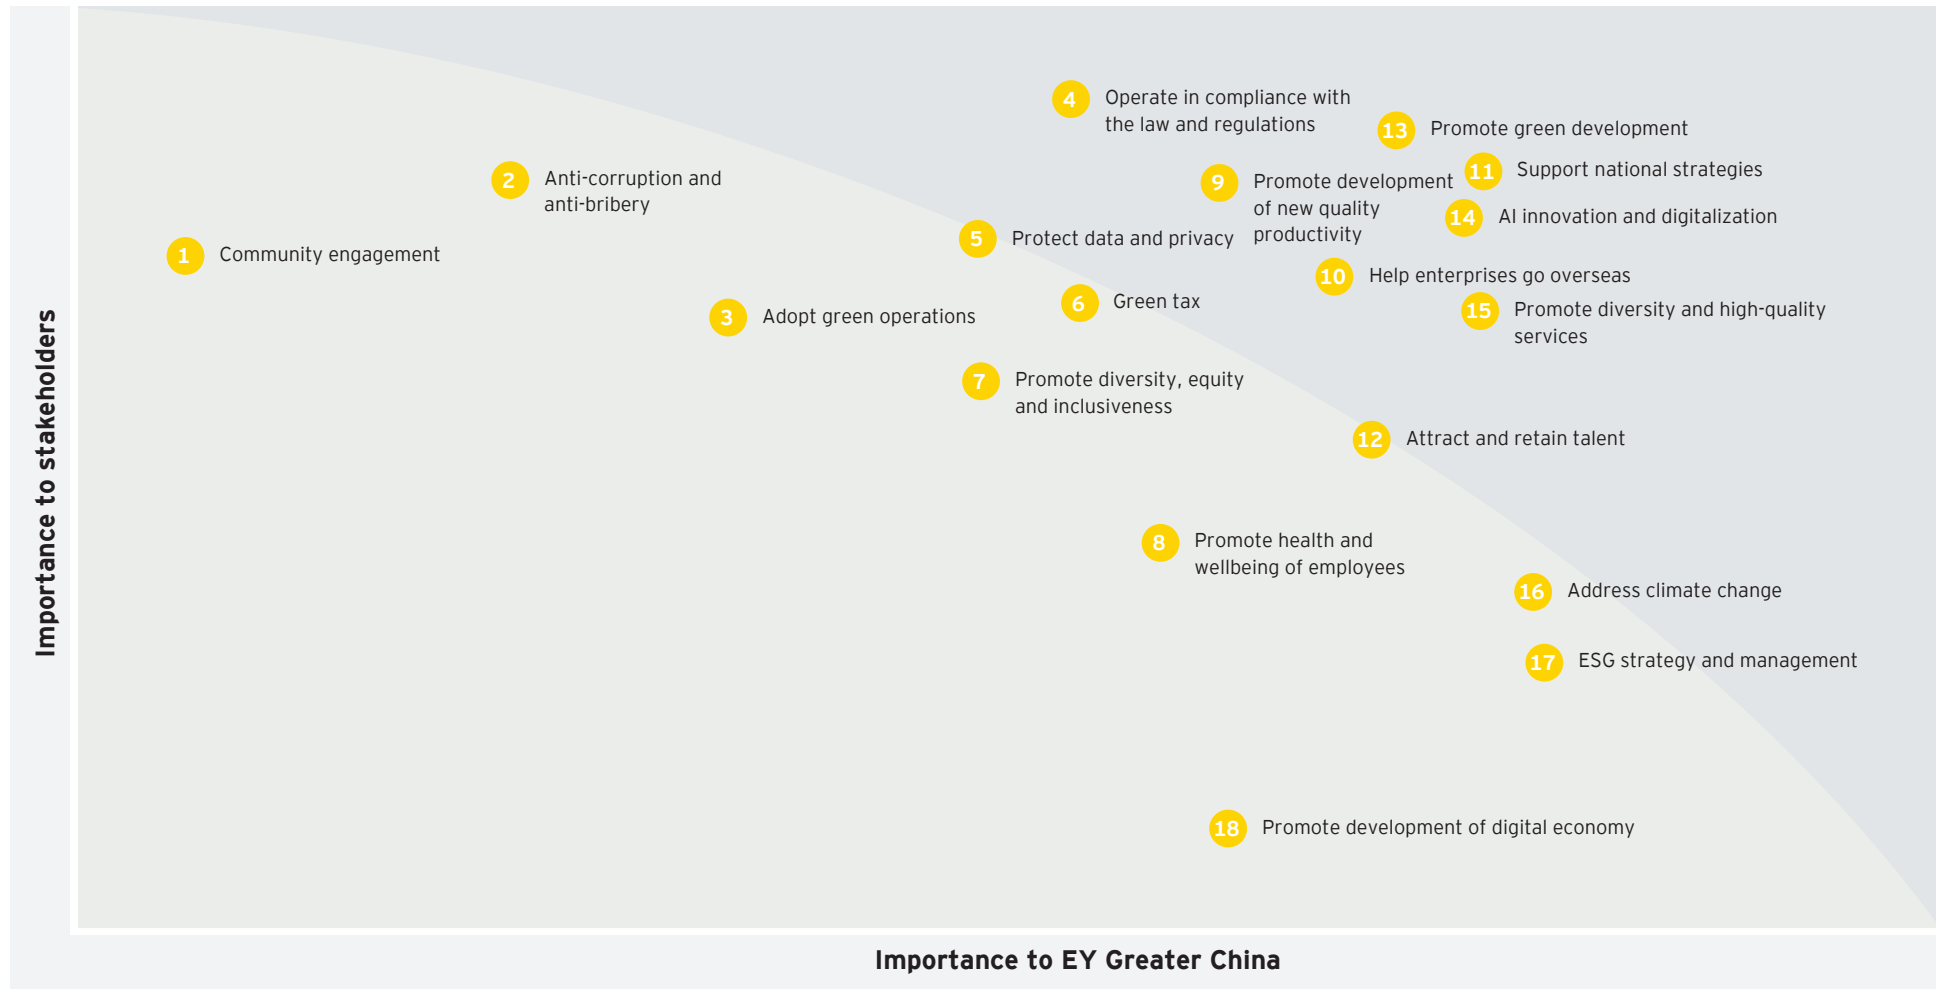 4
Operate in compliance with
the law and regulations
13
Promote green development
2
Anti-corruption and
anti-bribery
9
Promote development
of new quality
productivity
11
Support national strategies
14
AI innovation and digitalization
1
Community engagement
5
Protect data and privacy
10
Help enterprises go overseas
3
Adopt green operations
6
Green tax
15
Promote diversity and high-quality
services
7
Promote diversity, equity
and inclusiveness
12
Attract and retain talent
8
Promote health and
wellbeing of employees
16
Address climate change
17
ESG strategy and management
18
Promote development of digital economy
Importance to stakeholders
Importance to EY Greater China